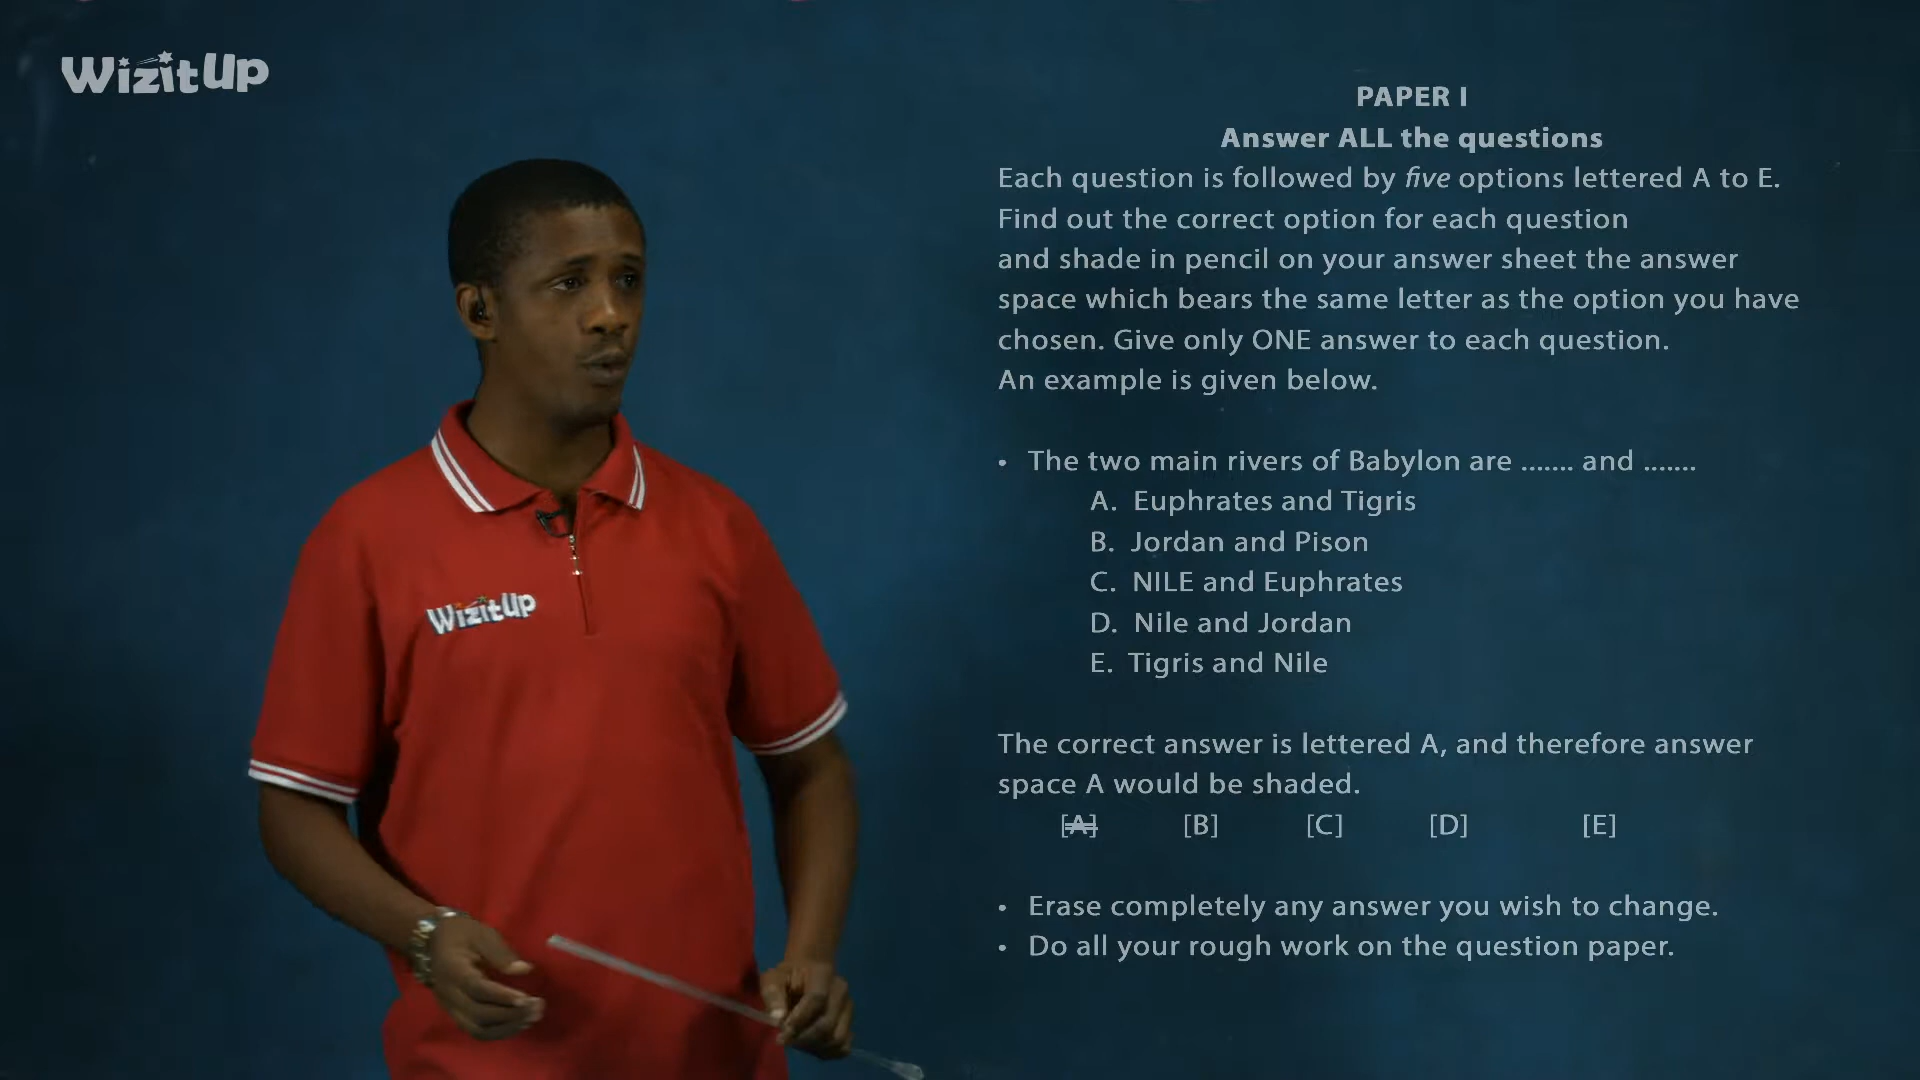 WizitUp
PAPER I
Answer ALL the questions
Each question is followed by five options lettered A to E.
Find out the correct option for each question
and shade in pencil on your answer sheet the answer
space which bears the same letter as the option you have
chosen. Give only ONE answer to each question.
An example is given below.
• The two main rivers of Babylon are ....... and .......
A. Euphrates and Tigris
B. Jordan and Pison
C. NILE and Euphrates
D. Nile and Jordan
E. Tigris and Nile
The correct answer is lettered A, and therefore answer
space A would be shaded.
[A] [B] [C] [D] [E]
• Erase completely any answer you wish to change.
• Do all your rough work on the question paper.
WizitUp